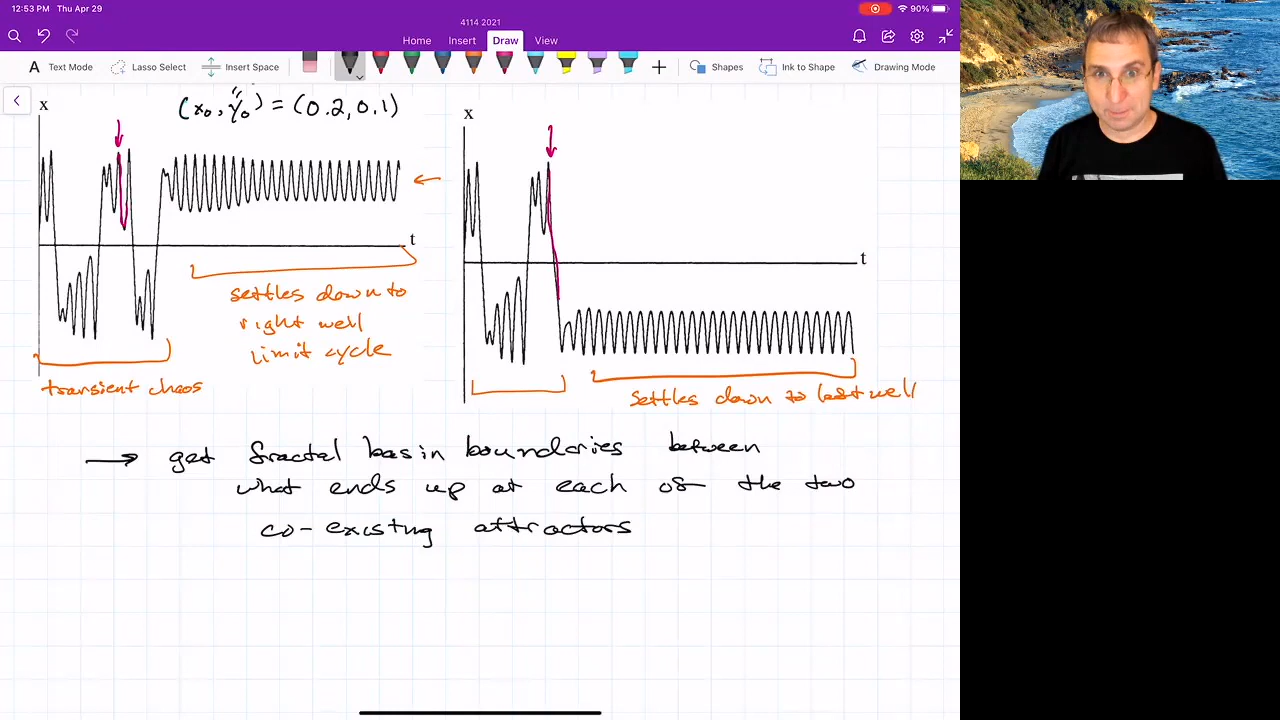 12:53 PM Thu Apr 29
90%
4114 2021
Home Insert Draw View
Text Mode Lasso Select Insert Space Shapes Ink to Shape Drawing Mode
x
(x₀, y₀) = (0.2, 0.1)
t
settles down to
right well
limit cycle
transient chaos
x
t
settles down to left well
→ get fractal basin boundaries between
what ends up at each of the two
co-existing attractors